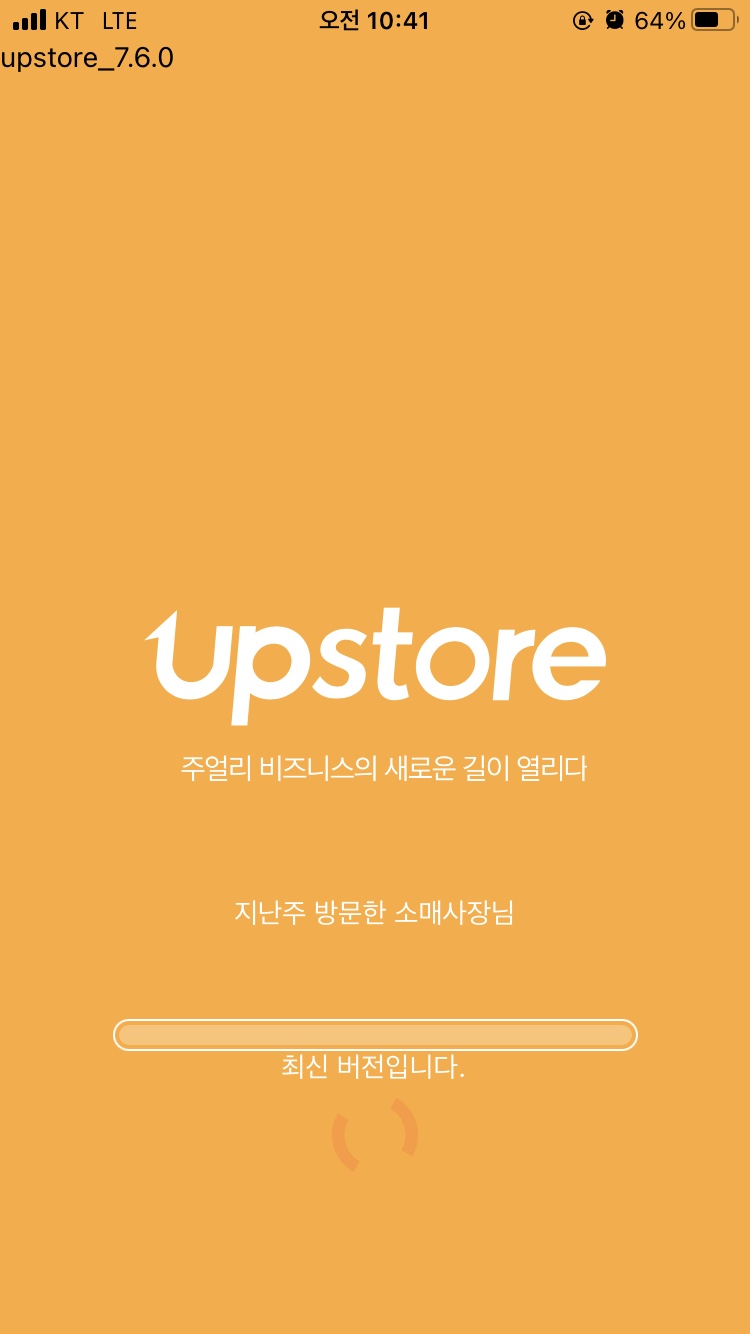 KT LTE 오전 10:41 64%
upstore_7.6.0
upstore
주얼리 비즈니스의 새로운 길이 열리다
지난주 방문한 소매사장님
최신 버전입니다.